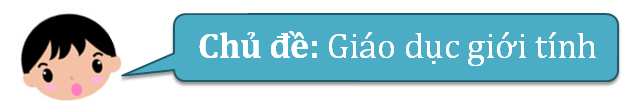 Chủ đề: Giáo dục giới tính